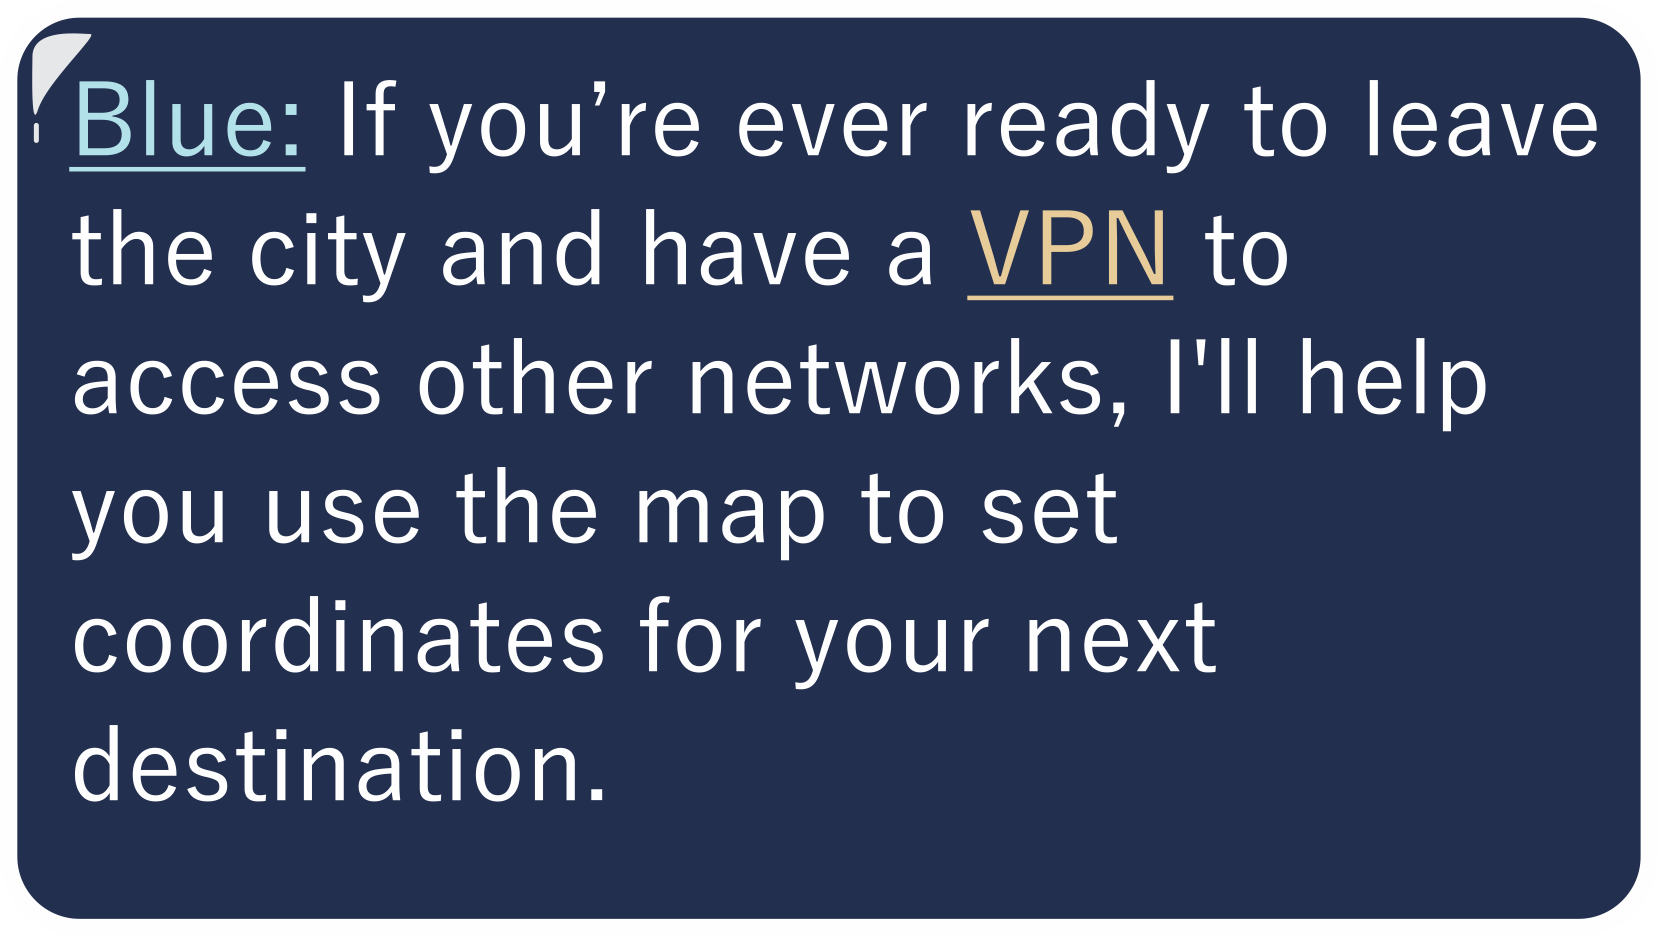 Blue: If you’re ever ready to leave
the city and have a VPN to
access other networks, I'll help
you use the map to set
coordinates for your next
destination.